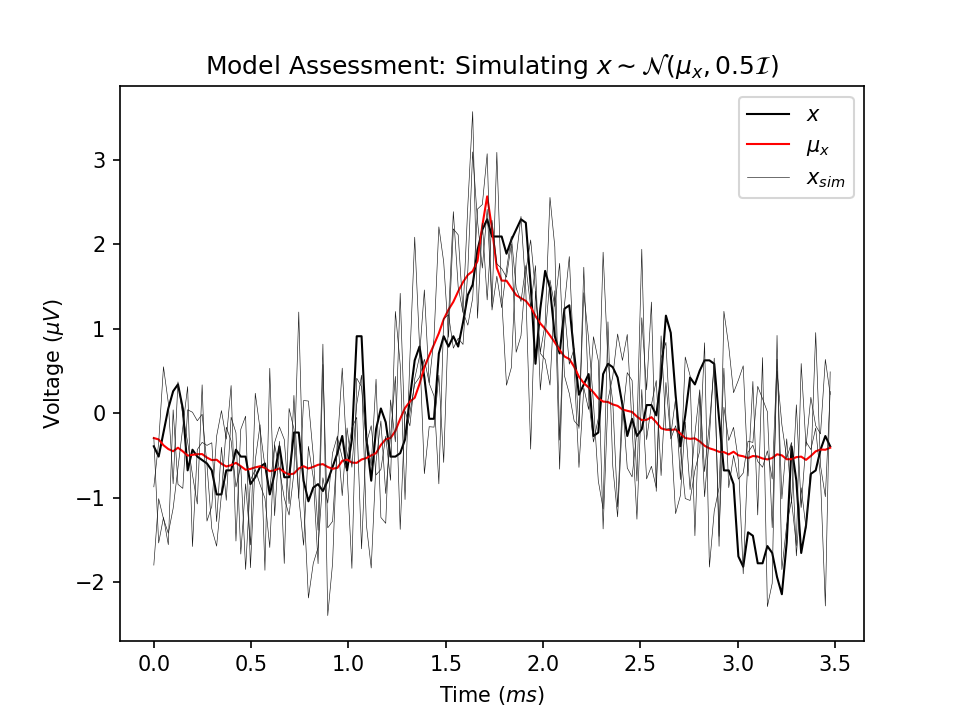 Model Assessment: Simulating x ∼ 𝒩(μₓ, 0.5ℐ)
x
μₓ
x_sim
Voltage (μV)
3
2
1
0
−1
−2
0.0 0.5 1.0 1.5 2.0 2.5 3.0 3.5
Time (ms)